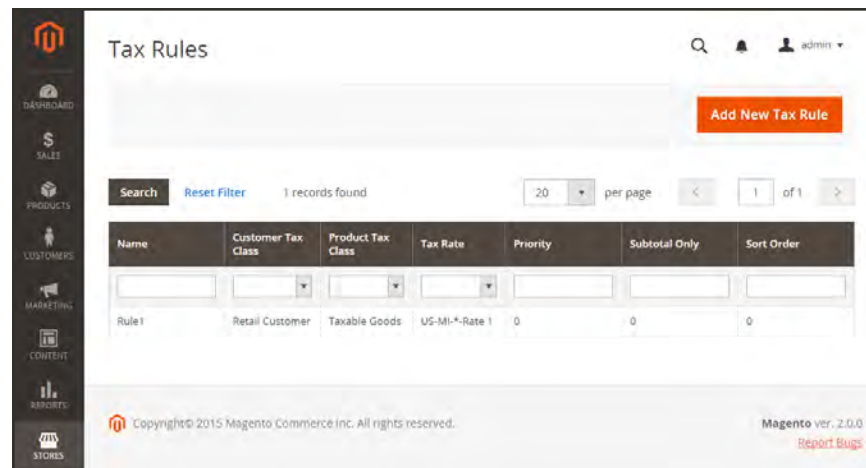 Tax Rules
admin
DASHBOARD
SALES
PRODUCTS
CUSTOMERS
MARKETING
CONTENT
REPORTS
STORES
Add New Tax Rule
Search Reset Filter 1 records found 20 per page 1 of 1
Name Customer Tax Class Product Tax Class Tax Rate Priority Subtotal Only Sort Order
Rule1 Retail Customer Taxable Goods US-MI-*-Rate 1 0 0 0
Copyright© 2015 Magento Commerce Inc. All rights reserved.
Magento ver. 2.0.0
Report Bugs